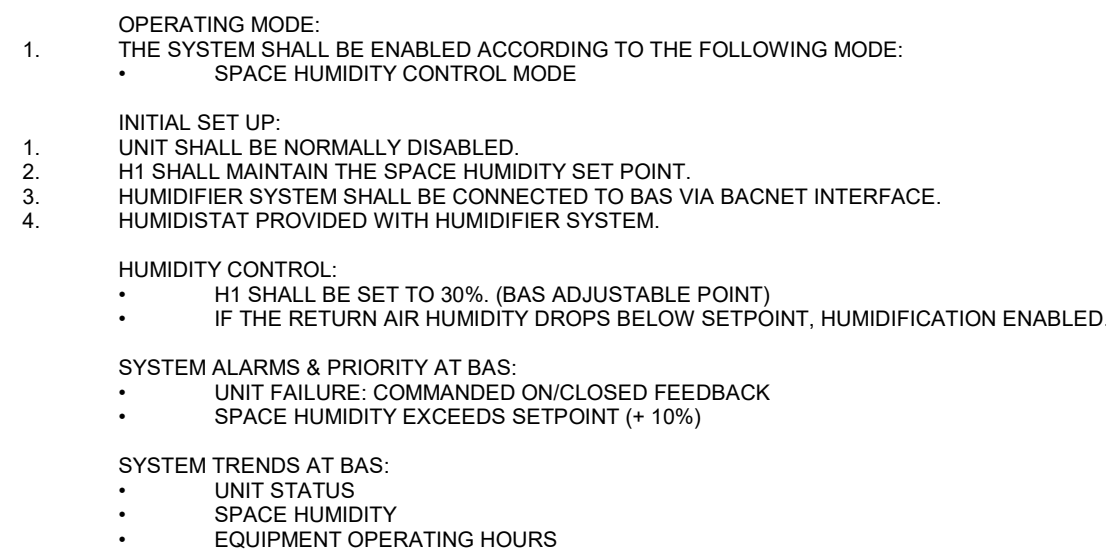 OPERATING MODE:
1. THE SYSTEM SHALL BE ENABLED ACCORDING TO THE FOLLOWING MODE:
• SPACE HUMIDITY CONTROL MODE
INITIAL SET UP:
1. UNIT SHALL BE NORMALLY DISABLED.
2. H1 SHALL MAINTAIN THE SPACE HUMIDITY SET POINT.
3. HUMIDIFIER SYSTEM SHALL BE CONNECTED TO BAS VIA BACNET INTERFACE.
4. HUMIDISTAT PROVIDED WITH HUMIDIFIER SYSTEM.
HUMIDITY CONTROL:
• H1 SHALL BE SET TO 30%. (BAS ADJUSTABLE POINT)
• IF THE RETURN AIR HUMIDITY DROPS BELOW SETPOINT, HUMIDIFICATION ENABLED.
SYSTEM ALARMS & PRIORITY AT BAS:
• UNIT FAILURE: COMMANDED ON/CLOSED FEEDBACK
• SPACE HUMIDITY EXCEEDS SETPOINT (+ 10%)
SYSTEM TRENDS AT BAS:
• UNIT STATUS
• SPACE HUMIDITY
• EQUIPMENT OPERATING HOURS